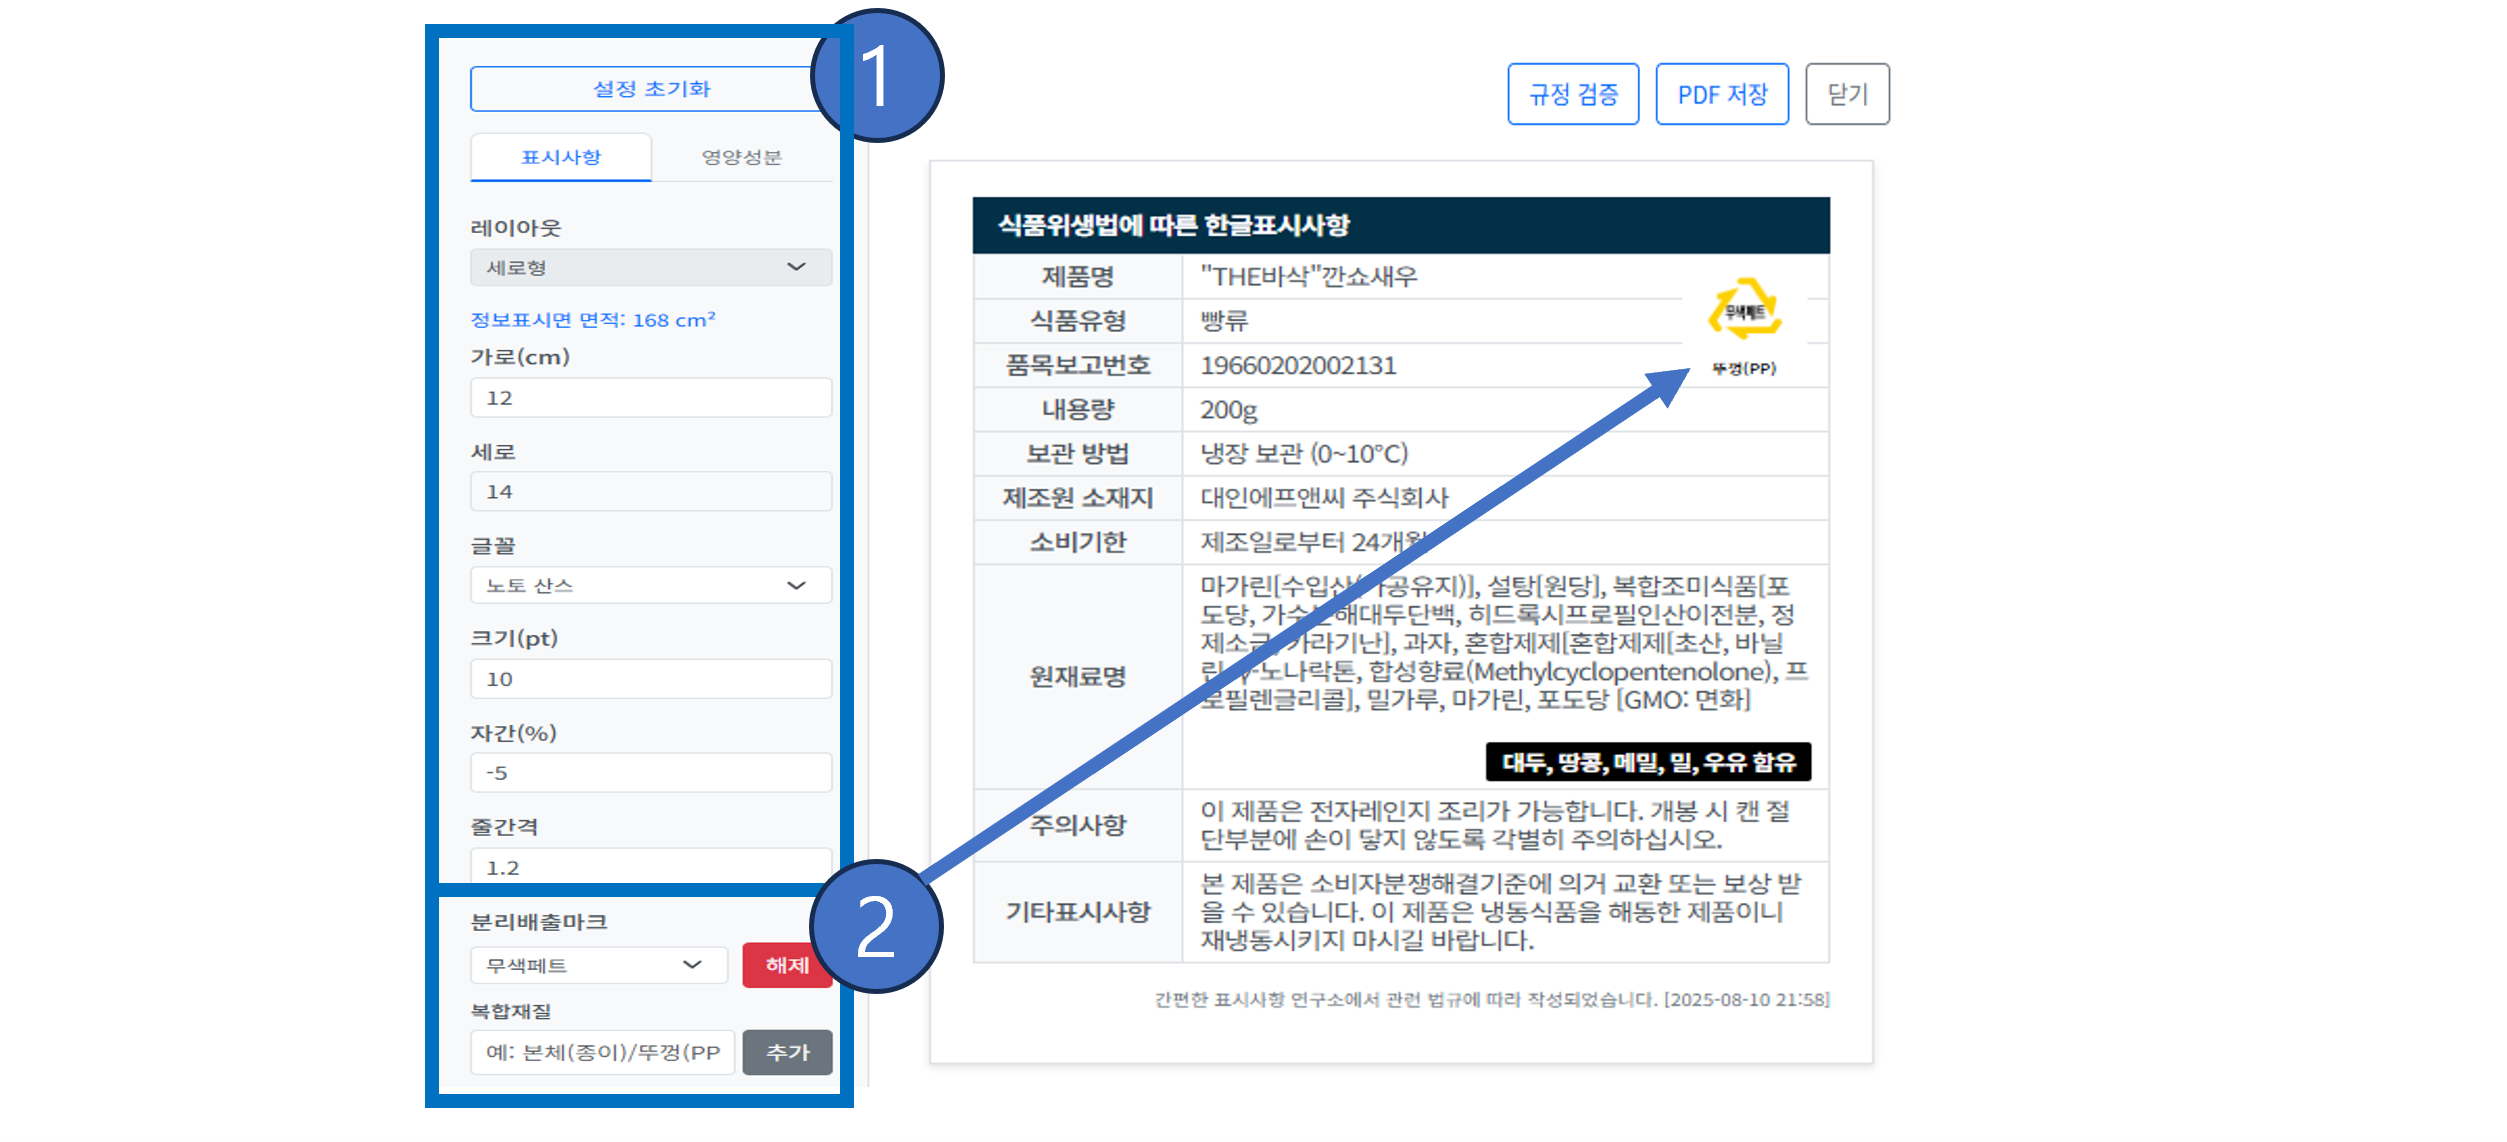 1
설정 초기화
표시사항 영양성분
레이아웃
세로형
정보표시면 면적: 168 cm²
가로(cm)
12
세로
14
글꼴
노토 산스
크기(pt)
10
자간(%)
-5
줄간격
1.2
2
분리배출마크
무색페트 해제
복합재질
예: 본체(종이)/뚜껑(PP 추가
규정 검증 PDF 저장 닫기
식품위생법에 따른 한글표시사항
제품명 "THE바삭"깐쇼새우
무색페트
뚜껑(PP)
식품유형 빵류
품목보고번호 19660202002131
내용량 200g
보관 방법 냉장 보관 (0~10°C)
제조원 소재지 대인에프앤씨 주식회사
소비기한 제조일로부터 24개월
원재료명
마가린[수입산(가공유지)], 설탕[원당], 복합조미식품[포
도당, 가수분해대두단백, 히드록시프로필인산이전분, 정
제소금, 카라기난], 과자, 혼합제제[혼합제제[초산, 바닐
린, γ-노나락톤, 합성향료(Methylcyclopentenolone), 프
로필렌글리콜], 밀가루, 마가린, 포도당 [GMO: 면화]
대두, 땅콩, 메밀, 밀, 우유 함유
주의사항
이 제품은 전자레인지 조리가 가능합니다. 개봉 시 캔 절
단부분에 손이 닿지 않도록 각별히 주의하십시오.
기타표시사항
본 제품은 소비자분쟁해결기준에 의거 교환 또는 보상 받
을 수 있습니다. 이 제품은 냉동식품을 해동한 제품이니
재냉동시키지 마시길 바랍니다.
간편한 표시사항 연구소에서 관련 법규에 따라 작성되었습니다. [2025-08-10 21:58]